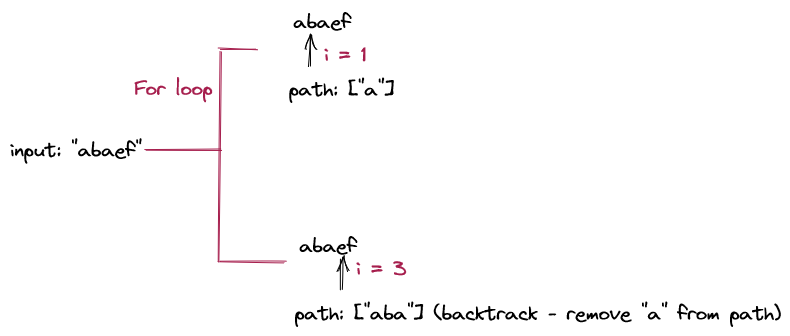 abaef
i = 1
For loop
path: ["a"]
input: "abaef"
abaef
i = 3
path: ["aba"] (backtrack - remove "a" from path)